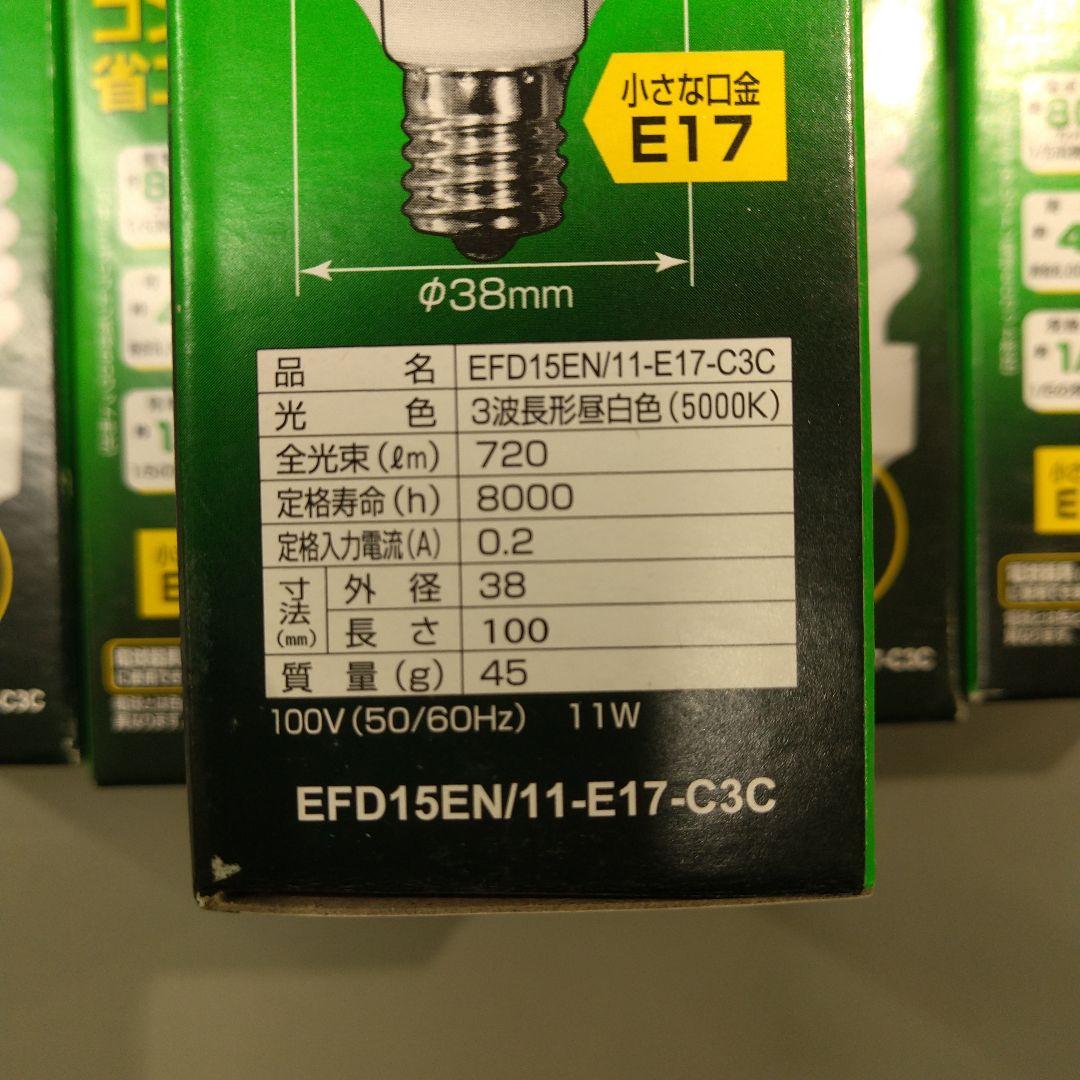 小さな口金
E17
φ38mm
品名 EFD15EN/11-E17-C3C
光色 3波長形昼白色(5000K)
全光束(ℓm) 720
定格寿命(h) 8000
定格入力電流(A) 0.2
寸法(㎜) 外径 38
長さ 100
質量(g) 45
100V(50/60Hz) 11W
EFD15EN/11-E17-C3C
省
-C3C
C3C